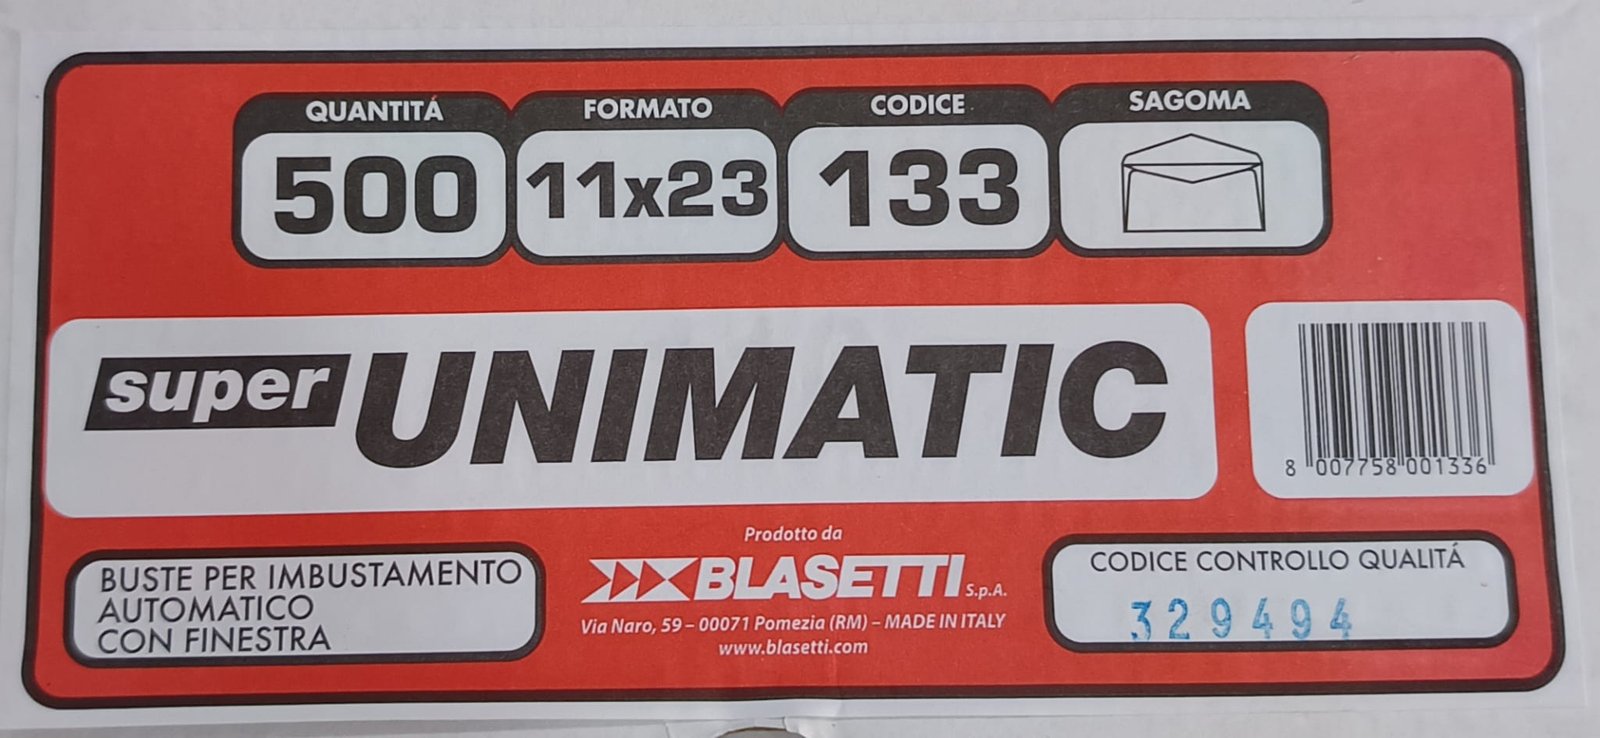 QUANTITÁ
500
FORMATO
11x23
CODICE
133
SAGOMA
super UNIMATIC
8 007758 001336
BUSTE PER IMBUSTAMENTO
AUTOMATICO
CON FINESTRA
Prodotto da
BLASETTI S.p.A.
Via Naro, 59 – 00071 Pomezia (RM) – MADE IN ITALY
www.blasetti.com
CODICE CONTROLLO QUALITÁ
329494